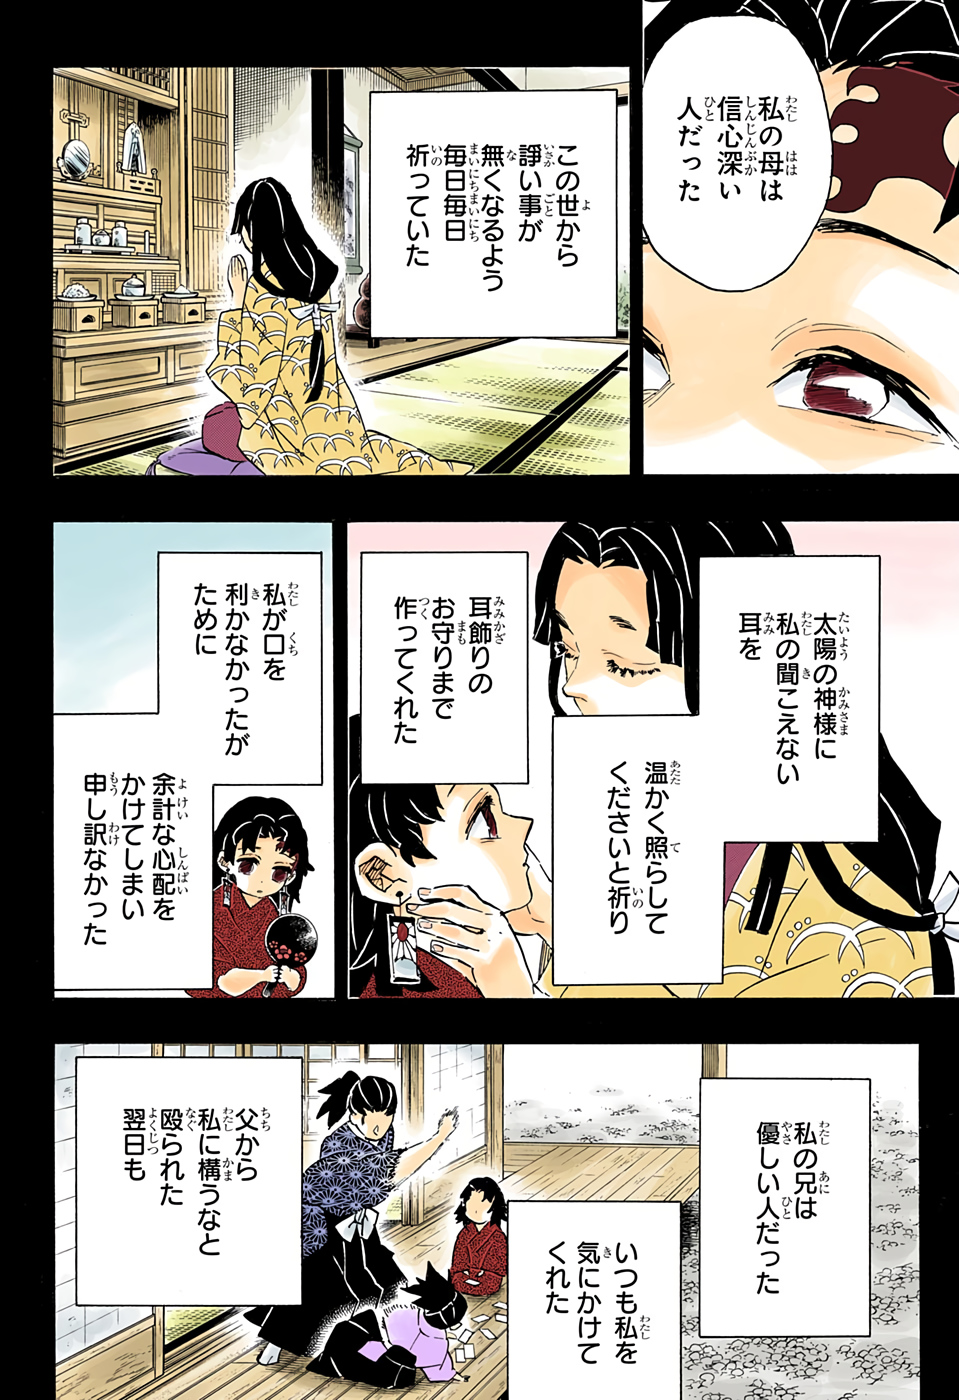 私の母は
信心深い
人だった
この世から
諍い事が
無くなるよう
毎日毎日
祈っていた
太陽の神様に
私の聞こえない
耳を
温かく照らして
くださいと祈り
耳飾りの
お守りまで
作ってくれた
私が口を
利かなかったが
ために
余計な心配を
かけてしまい
申し訳なかった
私の兄は
優しい人だった
いつも私を
気にかけて
くれた
父から
私に構うなと
殴られた
翌日も